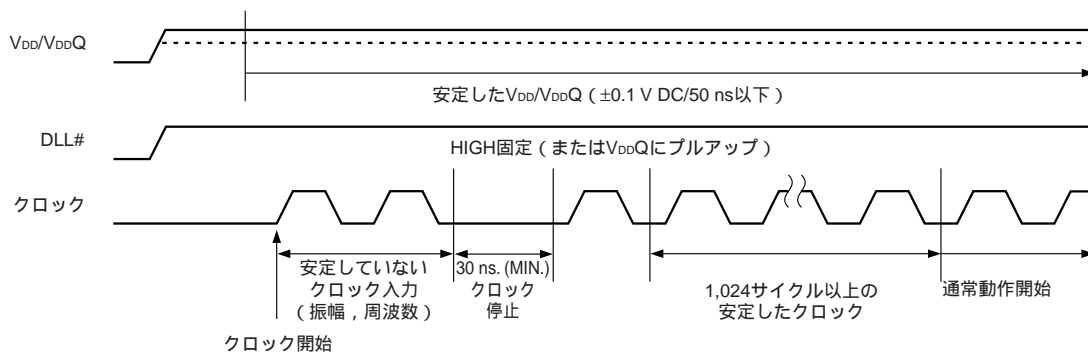 VDD/VDDQ
安定したVDD/VDDQ（±0.1 V DC/50 ns以下）
DLL#
HIGH固定（またはVDDQにプルアップ）
クロック
安定していない
クロック入力
（振幅，周波数）
30 ns. (MIN.)
クロック
停止
1,024サイクル以上の
安定したクロック
通常動作開始
クロック開始